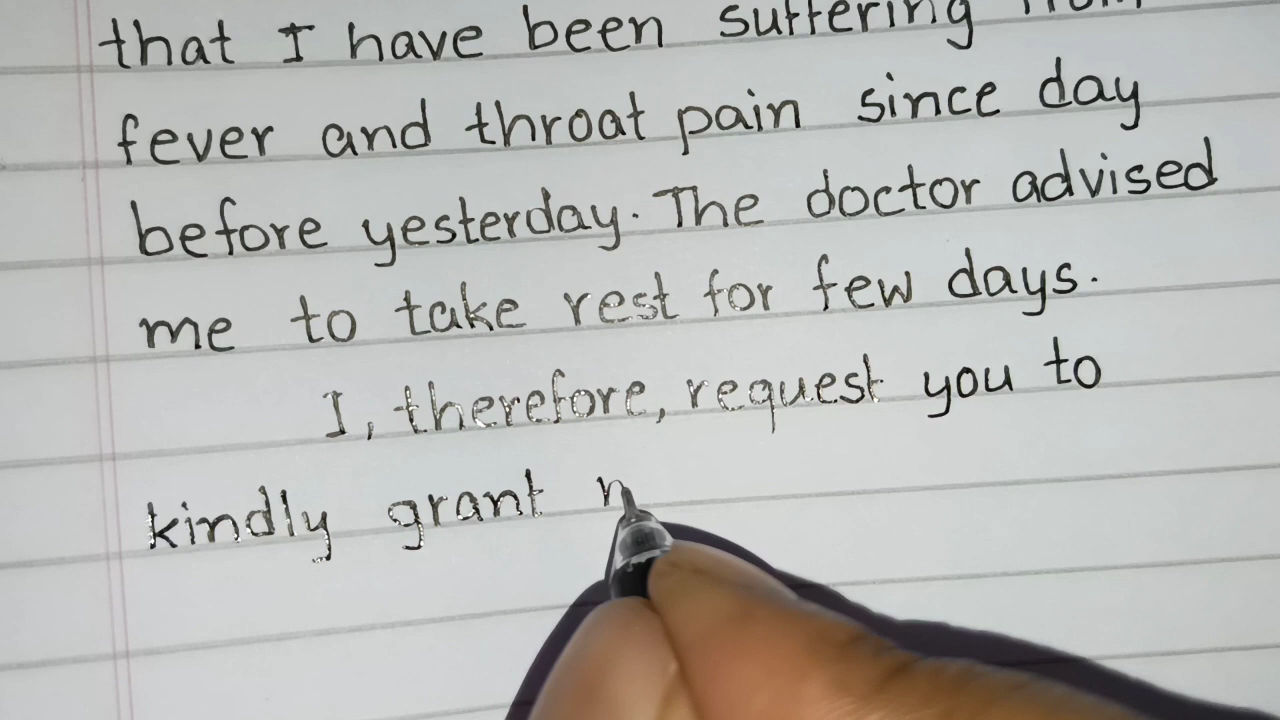 that I have been suffering from
fever and throat pain since day
before yesterday. The doctor advised
me to take rest for few days.
I, therefore, request you to
kindly grant